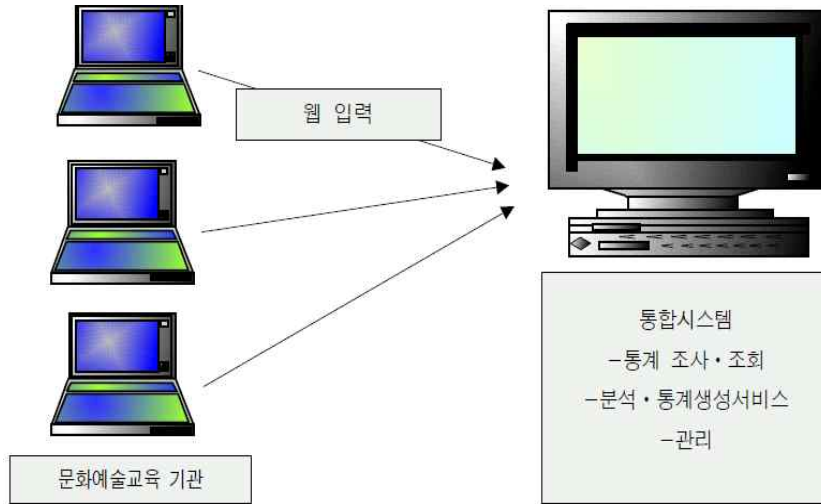 웹 입력
통합시스템
-통계 조사·조회
-분석·통계생성서비스
-관리
문화예술교육 기관